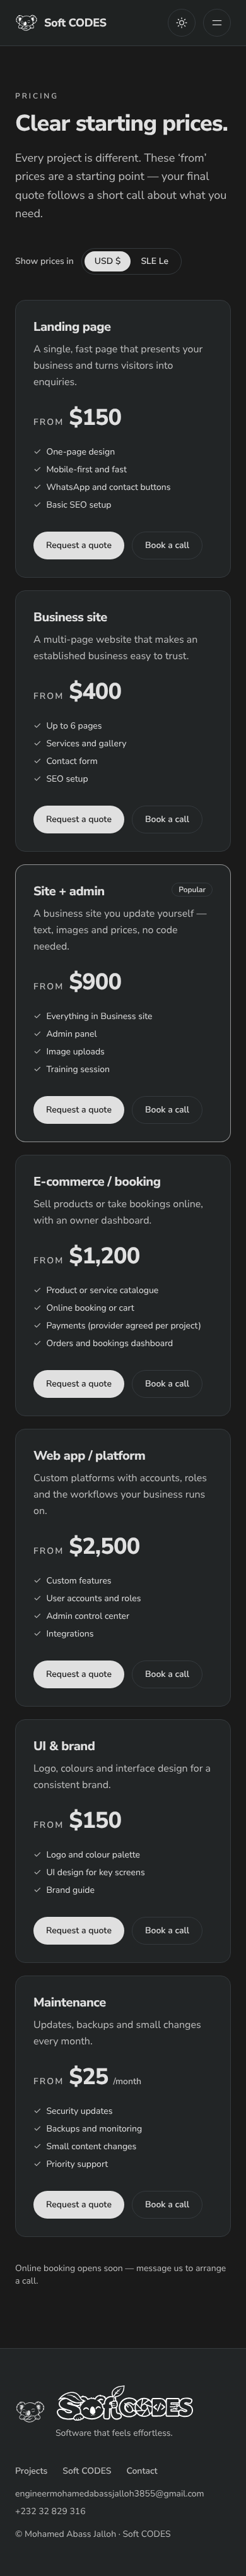 Soft CODES
PRICING
Clear starting prices.
Every project is different. These ‘from’
prices are a starting point — your final
quote follows a short call about what you
need.
Show prices in USD $ SLE Le
Landing page
A single, fast page that presents your
business and turns visitors into
enquiries.
FROM $150
✓ One-page design
✓ Mobile-first and fast
✓ WhatsApp and contact buttons
✓ Basic SEO setup
Request a quote Book a call
Business site
A multi-page website that makes an
established business easy to trust.
FROM $400
✓ Up to 6 pages
✓ Services and gallery
✓ Contact form
✓ SEO setup
Request a quote Book a call
Site + admin Popular
A business site you update yourself —
text, images and prices, no code
needed.
FROM $900
✓ Everything in Business site
✓ Admin panel
✓ Image uploads
✓ Training session
Request a quote Book a call
E-commerce / booking
Sell products or take bookings online,
with an owner dashboard.
FROM $1,200
✓ Product or service catalogue
✓ Online booking or cart
✓ Payments (provider agreed per project)
✓ Orders and bookings dashboard
Request a quote Book a call
Web app / platform
Custom platforms with accounts, roles
and the workflows your business runs
on.
FROM $2,500
✓ Custom features
✓ User accounts and roles
✓ Admin control center
✓ Integrations
Request a quote Book a call
UI & brand
Logo, colours and interface design for a
consistent brand.
FROM $150
✓ Logo and colour palette
✓ UI design for key screens
✓ Brand guide
Request a quote Book a call
Maintenance
Updates, backups and small changes
every month.
FROM $25 /month
✓ Security updates
✓ Backups and monitoring
✓ Small content changes
✓ Priority support
Request a quote Book a call
Online booking opens soon — message us to arrange
a call.
Soft CODES
Software that feels effortless.
Projects Soft CODES Contact
engineermohamedabassjalloh3855@gmail.com
+232 32 829 316
© Mohamed Abass Jalloh · Soft CODES